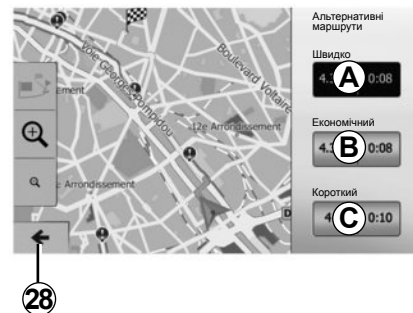 Альтернативні
маршрути
Швидко
A 0:08
Економічний
B 0:08
Короткий
C 0:10
Voie Georges Pompidou
Boulevard Voltaire
12e Arrondissement
Arrondissement
ement
D
28